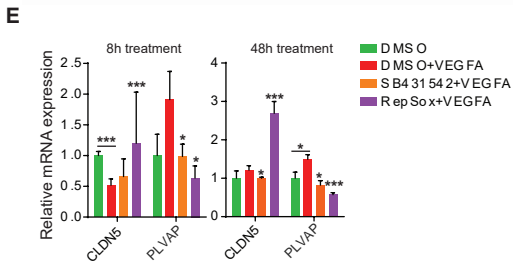 E
8h treatment
48h treatment
DMSO
DMSO+VEGFA
SB431542+VEGFA
RepSox+VEGFA
Relative mRNA expression
2.5
2.0
1.5
1.0
0.5
0.0
***
***
*
*
CLDN5
PLVAP
4
3
2
1
0
*
***
*
*
***
CLDN5
PLVAP